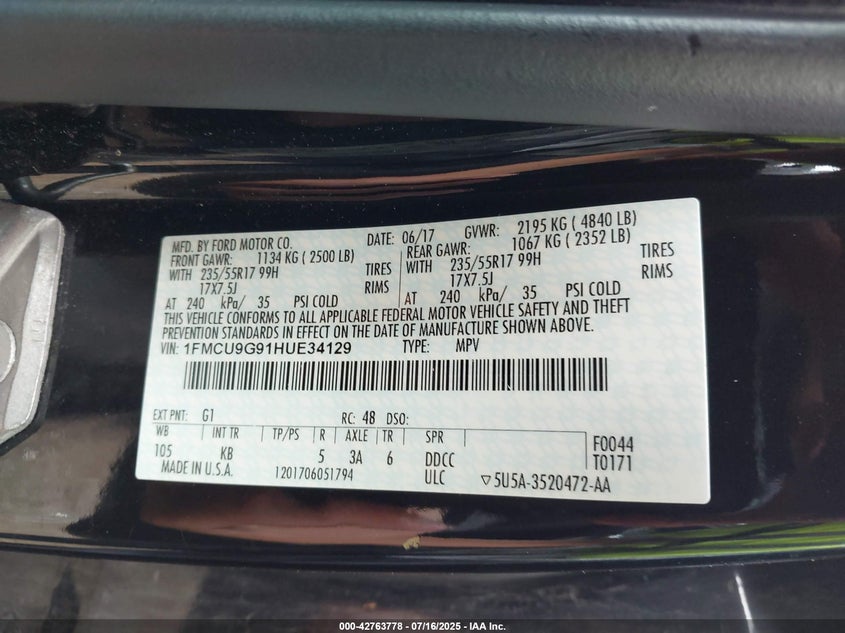 MFD. BY FORD MOTOR CO.
DATE: 06/17 GVWR: 2195 KG ( 4840 LB)
FRONT GAWR: 1134 KG ( 2500 LB)
REAR GAWR: 1067 KG ( 2352 LB)
WITH 235/55R17 99H TIRES
WITH 235/55R17 99H TIRES
17X7.5J RIMS
17X7.5J RIMS
AT 240 kPa/ 35 PSI COLD
AT 240 kPa/ 35 PSI COLD
THIS VEHICLE CONFORMS TO ALL APPLICABLE FEDERAL MOTOR VEHICLE SAFETY AND THEFT
PREVENTION STANDARDS IN EFFECT ON THE DATE OF MANUFACTURE SHOWN ABOVE.
VIN: 1FMCU9G91HUE34129 TYPE: MPV
EXT PNT: G1 RC: 48 DSO:
WB INT TR TP/PS R AXLE TR SPR
105 KB 5 3A 6 DDCC
F0044
T0171
MADE IN U.S.A. 1201706051794 ULC ▽5U5A-3520472-AA
000-42763778 - 07/16/2025 - IAA Inc.